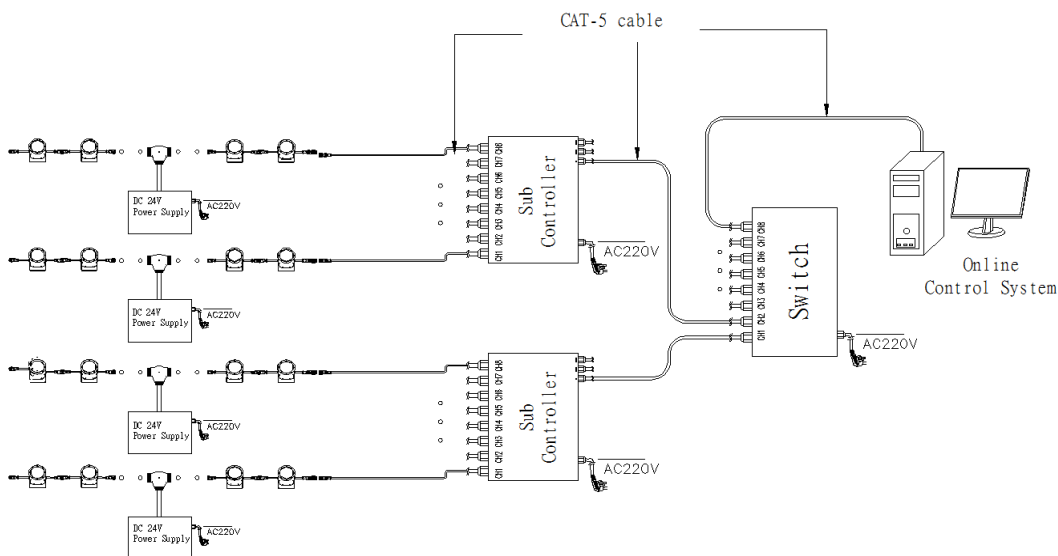 CAT-5 cable
DC 24V
Power Supply
AC220V
CH8
CH7
CH6
CH5
CH4
CH3
CH2
CH1
Sub
Controller
AC220V
DC 24V
Power Supply
AC220V
CH8
CH7
CH6
CH5
CH4
CH3
CH2
CH1
Switch
AC220V
Online
Control System
DC 24V
Power Supply
AC220V
CH8
CH7
CH6
CH5
CH4
CH3
CH2
CH1
Sub
Controller
AC220V
DC 24V
Power Supply
AC220V